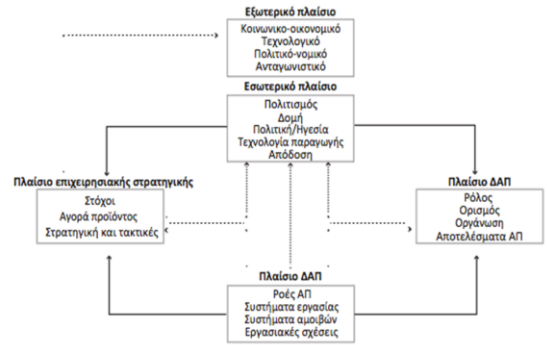 Εξωτερικό πλαίσιο
Κοινωνικο-οικονομικό
Τεχνολογικό
Πολιτικό-νομικό
Ανταγωνιστικό
Εσωτερικό πλαίσιο
Πολιτισμός
Δομή
Πολιτική/Ηγεσία
Τεχνολογία παραγωγής
Απόδοση
Πλαίσιο επιχειρησιακής στρατηγικής
Στόχοι
Αγορά προϊόντος
Στρατηγική και τακτικές
Πλαίσιο ΔΑΠ
Ρόλος
Ορισμός
Οργάνωση
Αποτελέσματα ΑΠ
Πλαίσιο ΔΑΠ
Ροές ΑΠ
Συστήματα εργασίας
Συστήματα αμοιβών
Εργασιακές σχέσεις